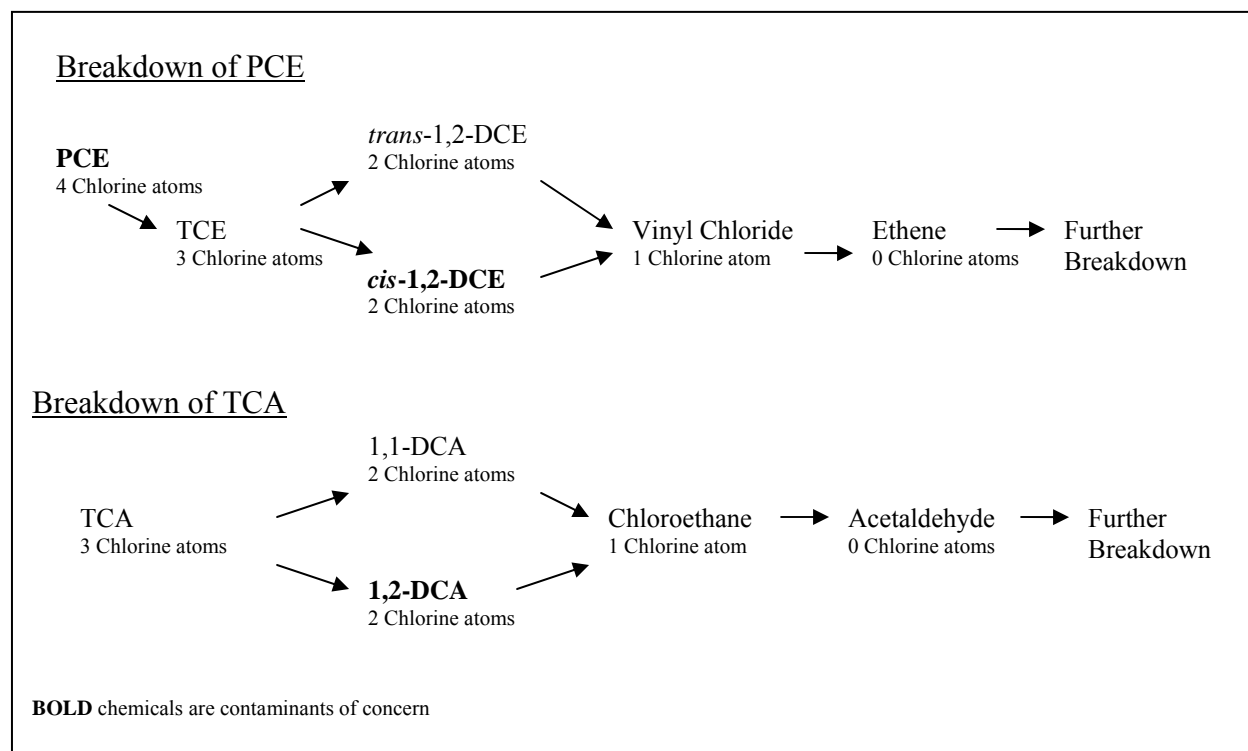 Breakdown of PCE
trans-1,2-DCE
2 Chlorine atoms
PCE
4 Chlorine atoms
TCE
3 Chlorine atoms
cis-1,2-DCE
2 Chlorine atoms
Vinyl Chloride
1 Chlorine atom
Ethene
0 Chlorine atoms
Further
Breakdown
Breakdown of TCA
1,1-DCA
2 Chlorine atoms
TCA
3 Chlorine atoms
1,2-DCA
2 Chlorine atoms
Chloroethane
1 Chlorine atom
Acetaldehyde
0 Chlorine atoms
Further
Breakdown
BOLD chemicals are contaminants of concern